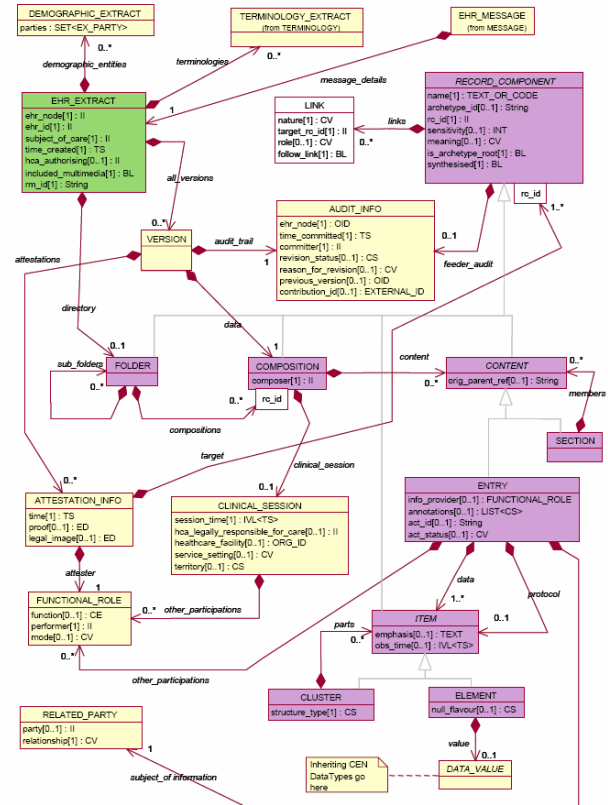 DEMOGRAPHIC_EXTRACT
parties : SET<EX_PARTY>
0..*
demographic_entities
TERMINOLOGY_EXTRACT
(from TERMINOLOGY)
0..*
terminologies
EHR_MESSAGE
(from MESSAGE)
message_details
1
EHR_EXTRACT
ehr_node[1] : II
ehr_id[1] : II
subject_of_care[1] : II
time_created[1] : TS
hca_authorising[0..1] : II
included_multimedia[1] : BL
rm_id[1] : String
all_versions
0..*
LINK
nature[1] : CV
target_rc_id[1] : II
role[0..1] : CV
follow_link[1] : BL
links
0..*
RECORD_COMPONENT
name[1] : TEXT_OR_CODE
archetype_id[0..1] : String
rc_id[1] : II
sensitivity[0..1] : INT
meaning[0..1] : CV
is_archetype_root[1] : BL
synthesised[1] : BL
rc_id
1..*
VERSION
audit_trail
1
attestations
AUDIT_INFO
ehr_node[1] : OID
time_committed[1] : TS
committer[1] : II
revision_status[0..1] : CS
reason_for_revision[0..1] : CV
previous_version[0..1] : OID
contribution_id[0..1] : EXTERNAL_ID
0..1
feeder_audit
directory
0..1
data
1
sub_folders
0..*
FOLDER
COMPOSITION
composer[1] : II
rc_id
0..*
compositions
content
0..*
CONTENT
orig_parent_ref[0..1] : String
0..*
members
SECTION
target
clinical_session
0..1
0..*
ATTESTATION_INFO
time[1] : TS
proof[0..1] : ED
legal_image[0..1] : ED
CLINICAL_SESSION
session_time[1] : IVL<TS>
hca_legally_responsible_for_care[0..1] : II
healthcare_facility[0..1] : ORG_ID
service_setting[0..1] : CV
territory[0..1] : CS
ENTRY
info_provider[0..1] : FUNCTIONAL_ROLE
annotations[0..1] : LIST<CS>
act_id[0..1] : String
act_status[0..1] : CV
attester
1
FUNCTIONAL_ROLE
function[0..1] : CE
performer[1] : II
mode[0..1] : CV
0..*
other_participations
0..*
other_participations
data
1..*
protocol
0..1
ITEM
emphasis[0..1] : TEXT
obs_time[0..1] : IVL<TS>
parts
0..*
CLUSTER
structure_type[1] : CS
ELEMENT
null_flavour[0..1] : CS
value
0..1
DATA_VALUE
Inheriting CEN
DataTypes go
here
RELATED_PARTY
party[0..1] : II
relationship[1] : CV
1
subject_of information